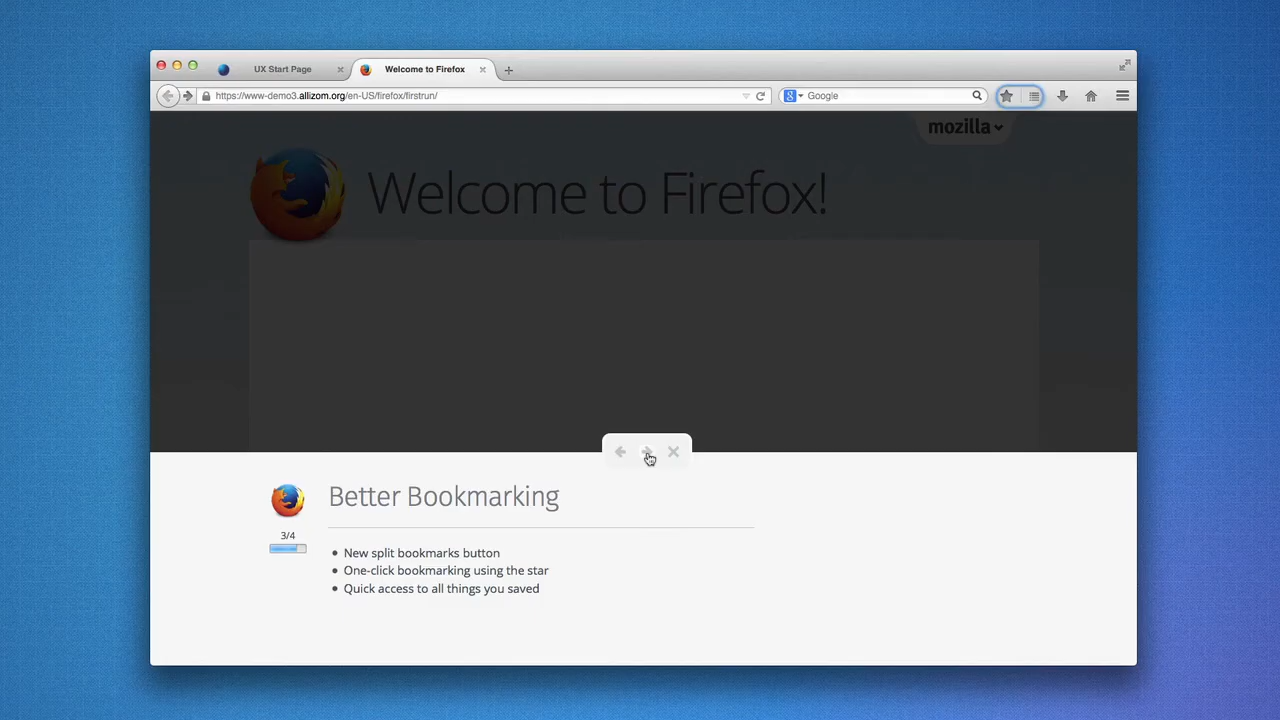 UX Start Page
Welcome to Firefox
https://www-demo3.allizom.org/en-US/firefox/firstrun/
Google
mozilla
Welcome to Firefox!
Better Bookmarking
3/4
New split bookmarks button
One-click bookmarking using the star
Quick access to all things you saved